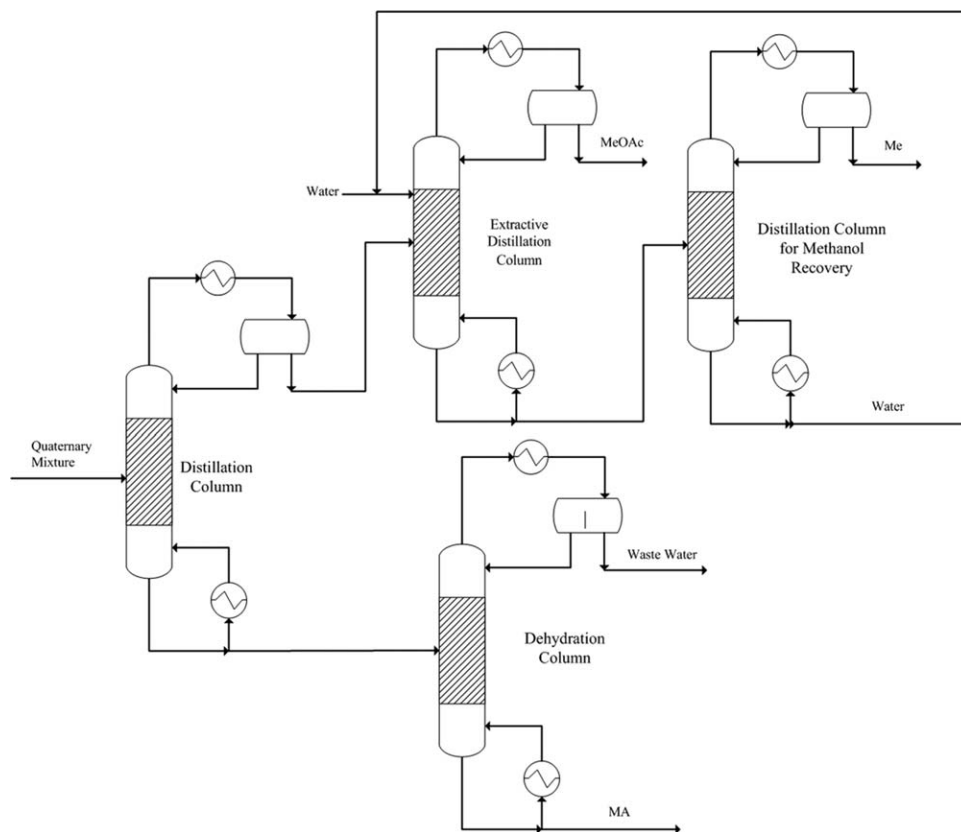 MeOAc
Me
Water
Extractive
Distillation
Column
Distillation Column
for Methanol
Recovery
Water
Quaternary
Mixture
Distillation
Column
Waste Water
Dehydration
Column
MA